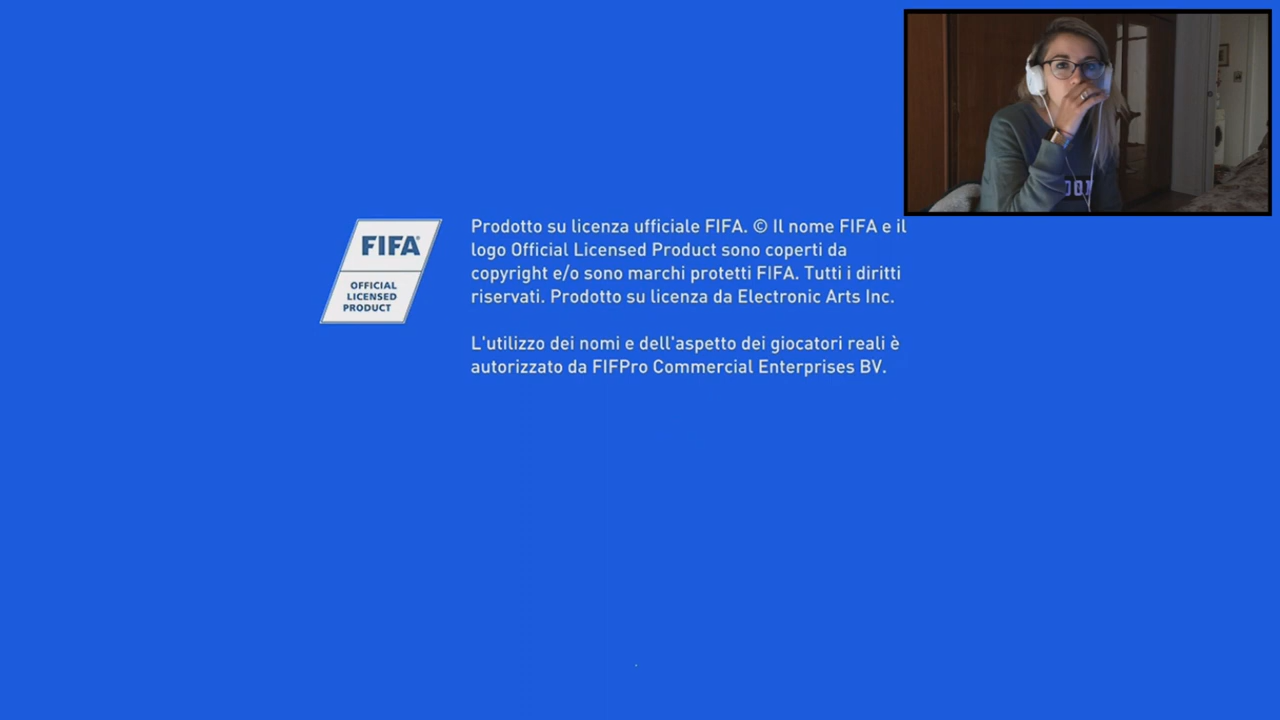 FIFA
OFFICIAL
LICENSED
PRODUCT
Prodotto su licenza ufficiale FIFA. © Il nome FIFA e il
logo Official Licensed Product sono coperti da
copyright e/o sono marchi protetti FIFA. Tutti i diritti
riservati. Prodotto su licenza da Electronic Arts Inc.
L'utilizzo dei nomi e dell'aspetto dei giocatori reali è
autorizzato da FIFPro Commercial Enterprises BV.